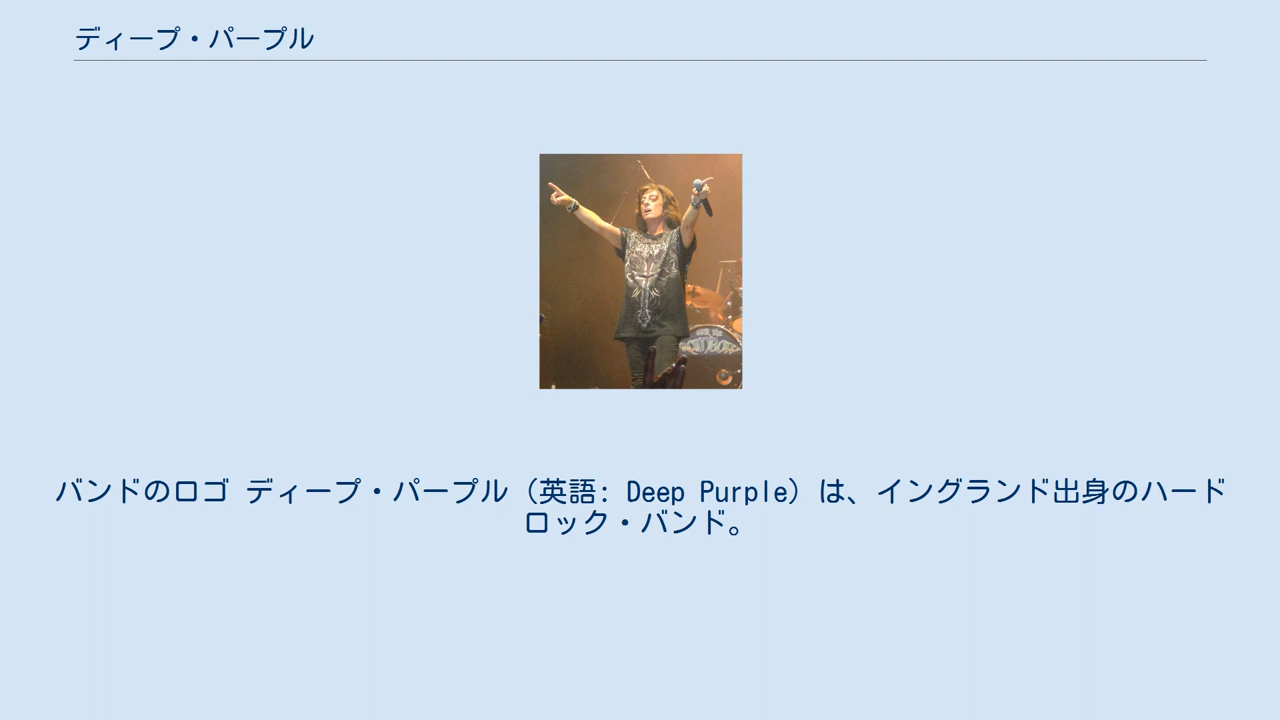 ディープ・パープル
バンドのロゴ ディープ・パープル（英語: Deep Purple）は、イングランド出身のハード
ロック・バンド。